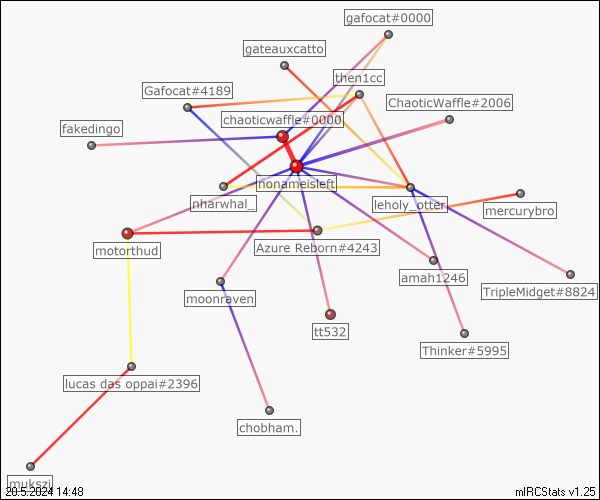 gafocat#0000
gateauxcatto
then1cc
Gafocat#4189
ChaoticWaffle#2006
chaoticwaffle#0000
fakedingo
nonameisleft
nharwhal_
leholy_otter
mercurybro
motorthud
Azure Reborn#4243
amah1246
TripleMidget#8824
moonraven
tt532
Thinker#5995
lucas das oppai#2396
chobham.
mukszi
20.5.2024 14:48
mIRCStats v1.25